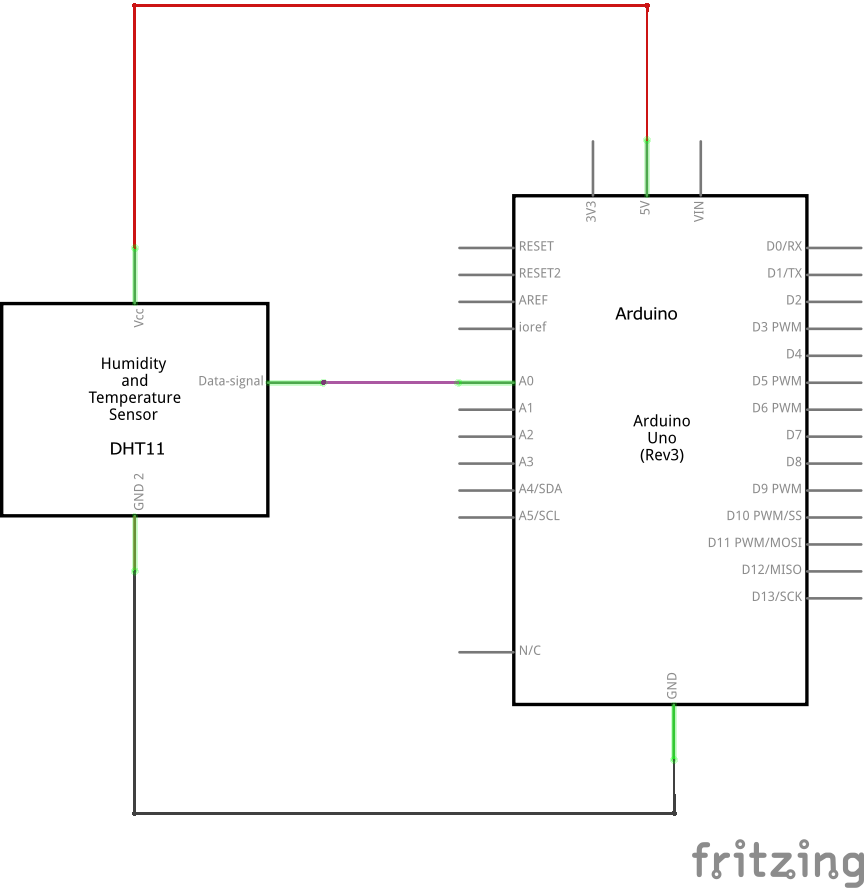 3V3
5V
VIN
RESET
RESET2
AREF
ioref
A0
A1
A2
A3
A4/SDA
A5/SCL
N/C
D0/RX
D1/TX
D2
D3 PWM
D4
D5 PWM
D6 PWM
D7
D8
D9 PWM
D10 PWM/SS
D11 PWM/MOSI
D12/MISO
D13/SCK
Arduino
Arduino
Uno
(Rev3)
GND
Vcc
Humidity
and
Temperature
Sensor
DHT11
Data-signal
GND 2
fritzing